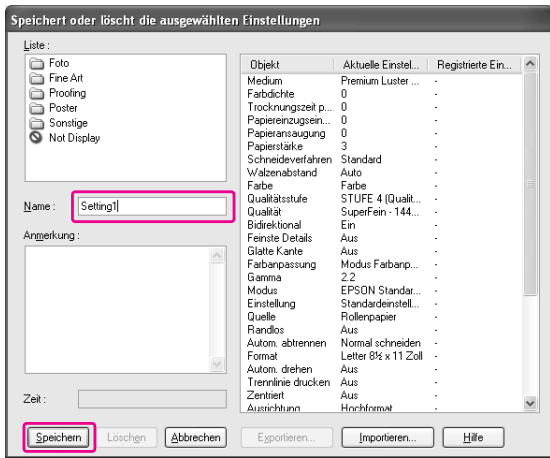 Speichert oder löscht die ausgewählten Einstellungen
Liste :
Foto
Fine Art
Proofing
Poster
Sonstige
Not Display
Name : Setting1
Anmerkung :
Zeit :
Objekt Aktuelle Einstel... Registrierte Ein...
Medium Premium Luster ... -
Farbdichte 0 -
Trocknungszeit p... 0 -
Papiereinzugsein... 0 -
Papieransaugung 0 -
Papierstärke 3 -
Schneideverfahren Standard -
Walzenabstand Auto -
Farbe Farbe -
Qualitätsstufe STUFE 4 (Qualit... -
Qualität SuperFein - 144... -
Bidirektional Ein -
Feinste Details Aus -
Glatte Kante Aus -
Farbanpassung Modus Farbanp... -
Gamma 2.2 -
Modus EPSON Standar... -
Einstellung Standardeinstell... -
Quelle Rollenpapier -
Randlos Aus -
Autom. abtrennen Normal schneiden -
Format Letter 8½ x 11 Zoll -
Autom. drehen Aus -
Trennlinie drucken Aus -
Zentriert Aus -
Ausrichtung Hochformat -
Speichern Löschen Abbrechen Exportieren... Importieren... Hilfe